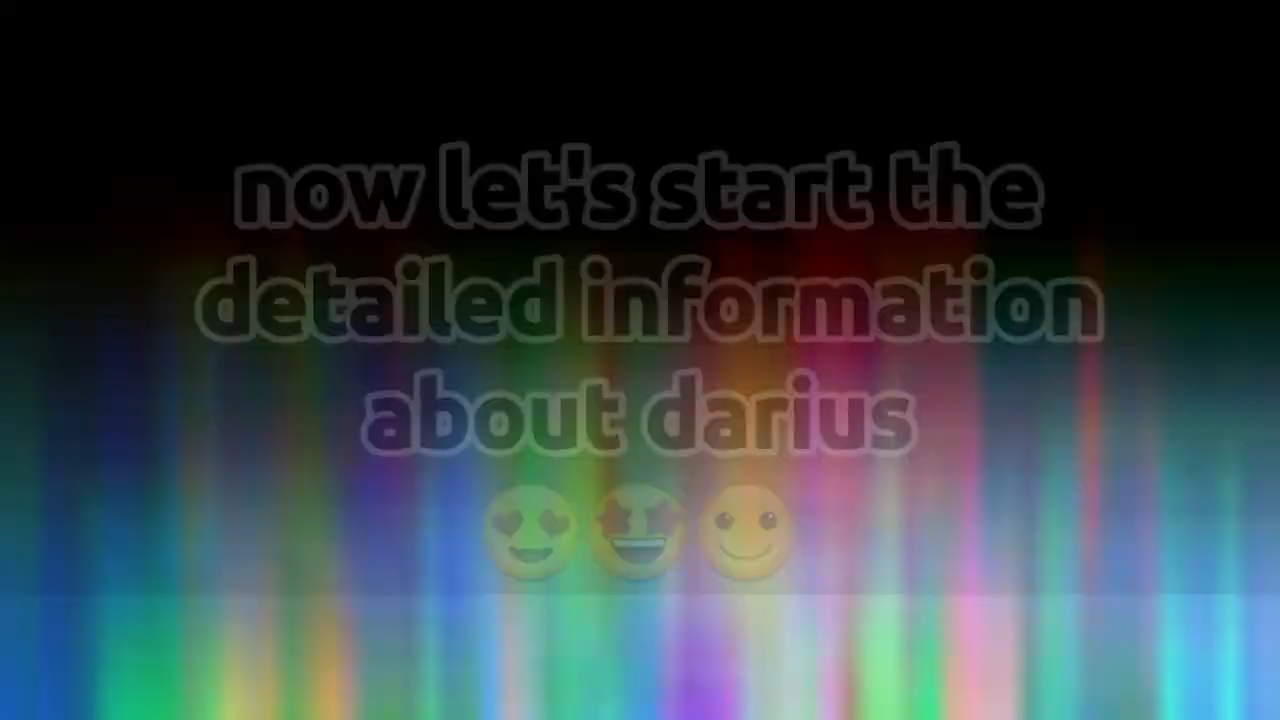 now let's start the
detailed information
about darius
😍🤩☺️